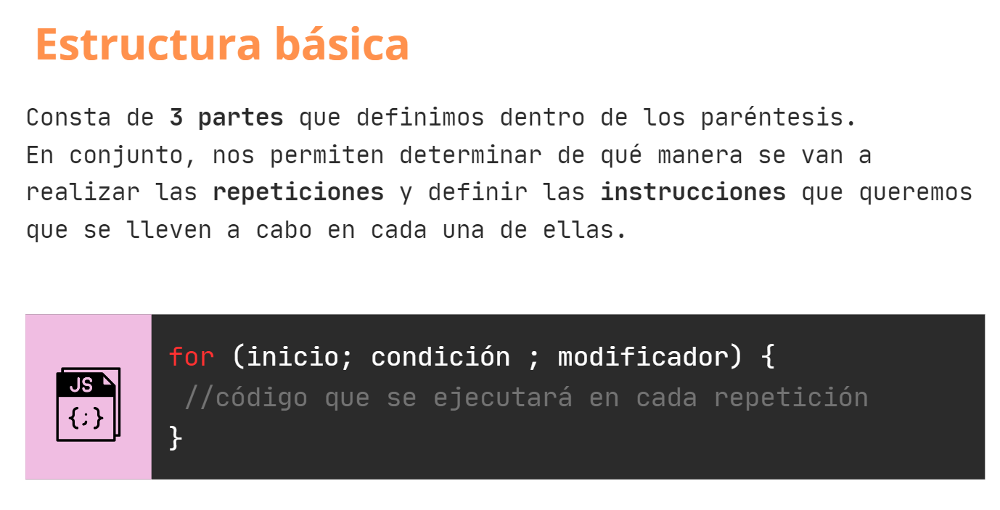 Estructura básica
Consta de 3 partes que definimos dentro de los paréntesis.
En conjunto, nos permiten determinar de qué manera se van a
realizar las repeticiones y definir las instrucciones que queremos
que se lleven a cabo en cada una de ellas.
JS
{;}
for (inicio; condición ; modificador) {
//código que se ejecutará en cada repetición
}